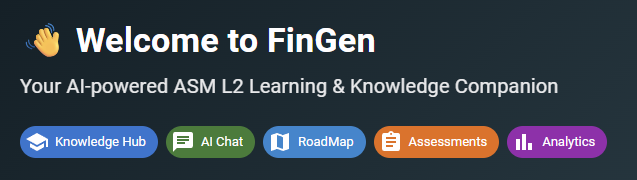 Welcome to FinGen
Your AI-powered ASM L2 Learning & Knowledge Companion
Knowledge Hub AI Chat RoadMap Assessments Analytics